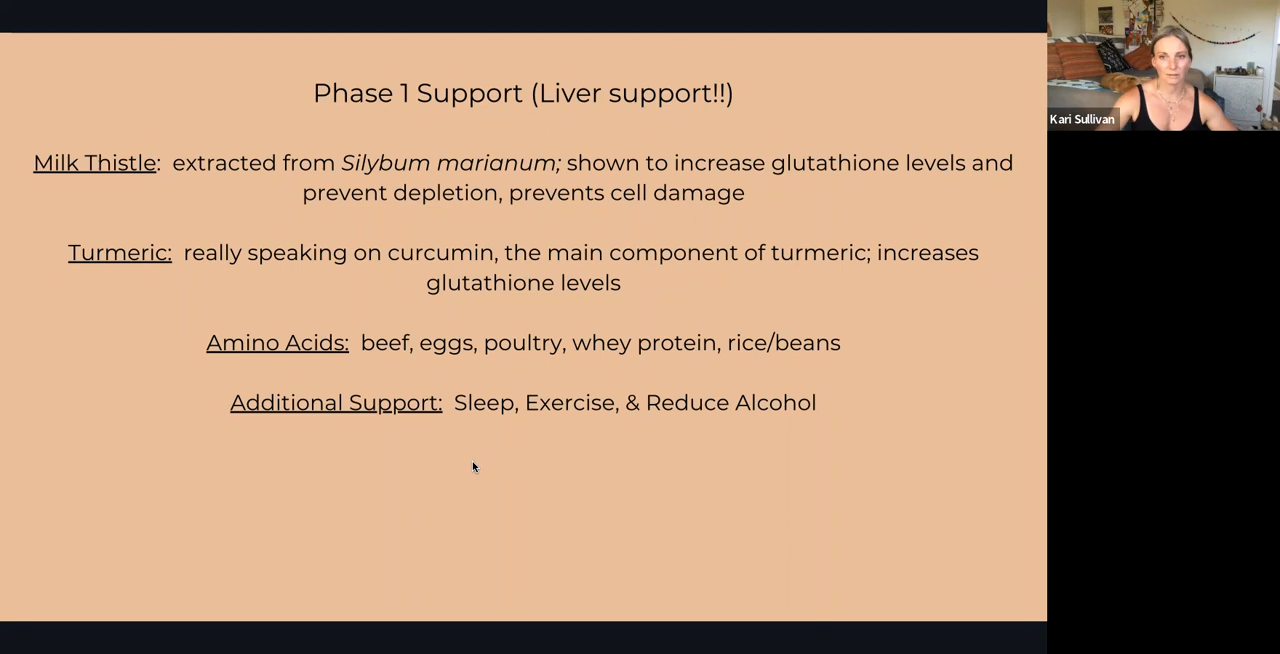 Phase 1 Support (Liver support!!)
Milk Thistle:  extracted from Silybum marianum; shown to increase glutathione levels and
prevent depletion, prevents cell damage
Turmeric:  really speaking on curcumin, the main component of turmeric; increases
glutathione levels
Amino Acids:  beef, eggs, poultry, whey protein, rice/beans
Additional Support:  Sleep, Exercise, & Reduce Alcohol
Kari Sullivan